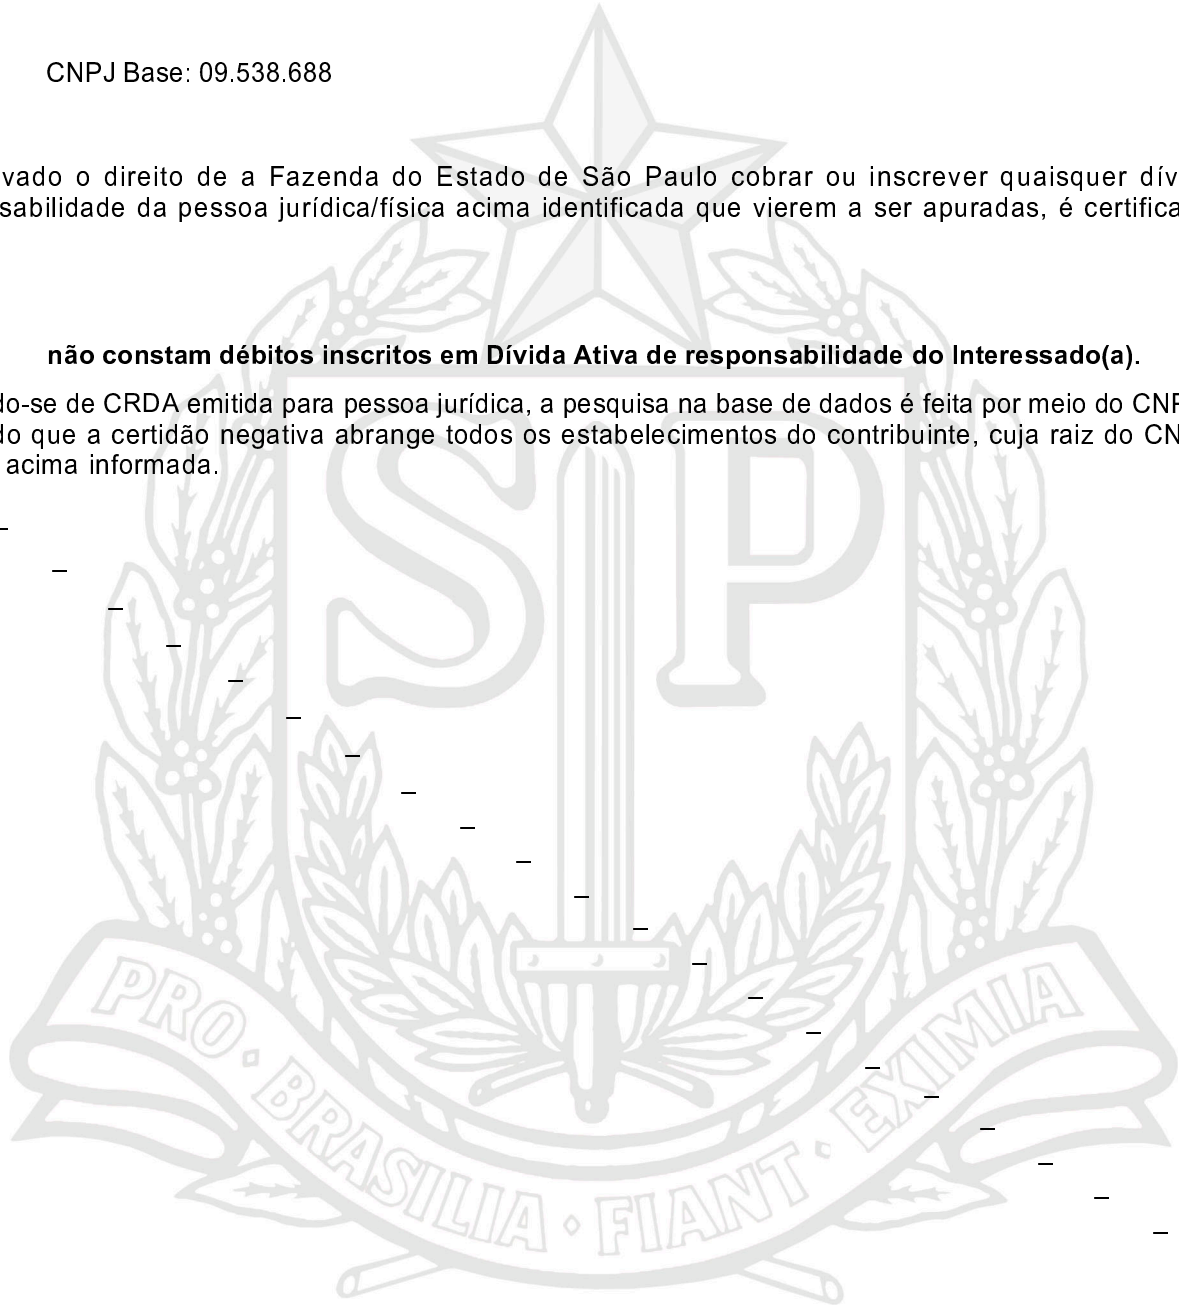 CNPJ Base: 09.538.688
vado o direito de a Fazenda do Estado de São Paulo cobrar ou inscrever quaisquer dív
sabilidade da pessoa jurídica/física acima identificada que vierem a ser apuradas, é certifica
não constam débitos inscritos em Dívida Ativa de responsabilidade do Interessado(a).
do-se de CRDA emitida para pessoa jurídica, a pesquisa na base de dados é feita por meio do CNP
do que a certidão negativa abrange todos os estabelecimentos do contribuinte, cuja raiz do CN
acima informada.
SP
PRO · BRASILIA · FIANT · EXIMIA